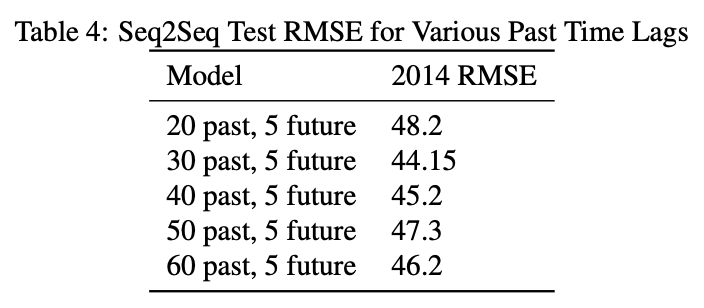 Table 4: Seq2Seq Test RMSE for Various Past Time Lags
Model 2014 RMSE
20 past, 5 future 48.2
30 past, 5 future 44.15
40 past, 5 future 45.2
50 past, 5 future 47.3
60 past, 5 future 46.2